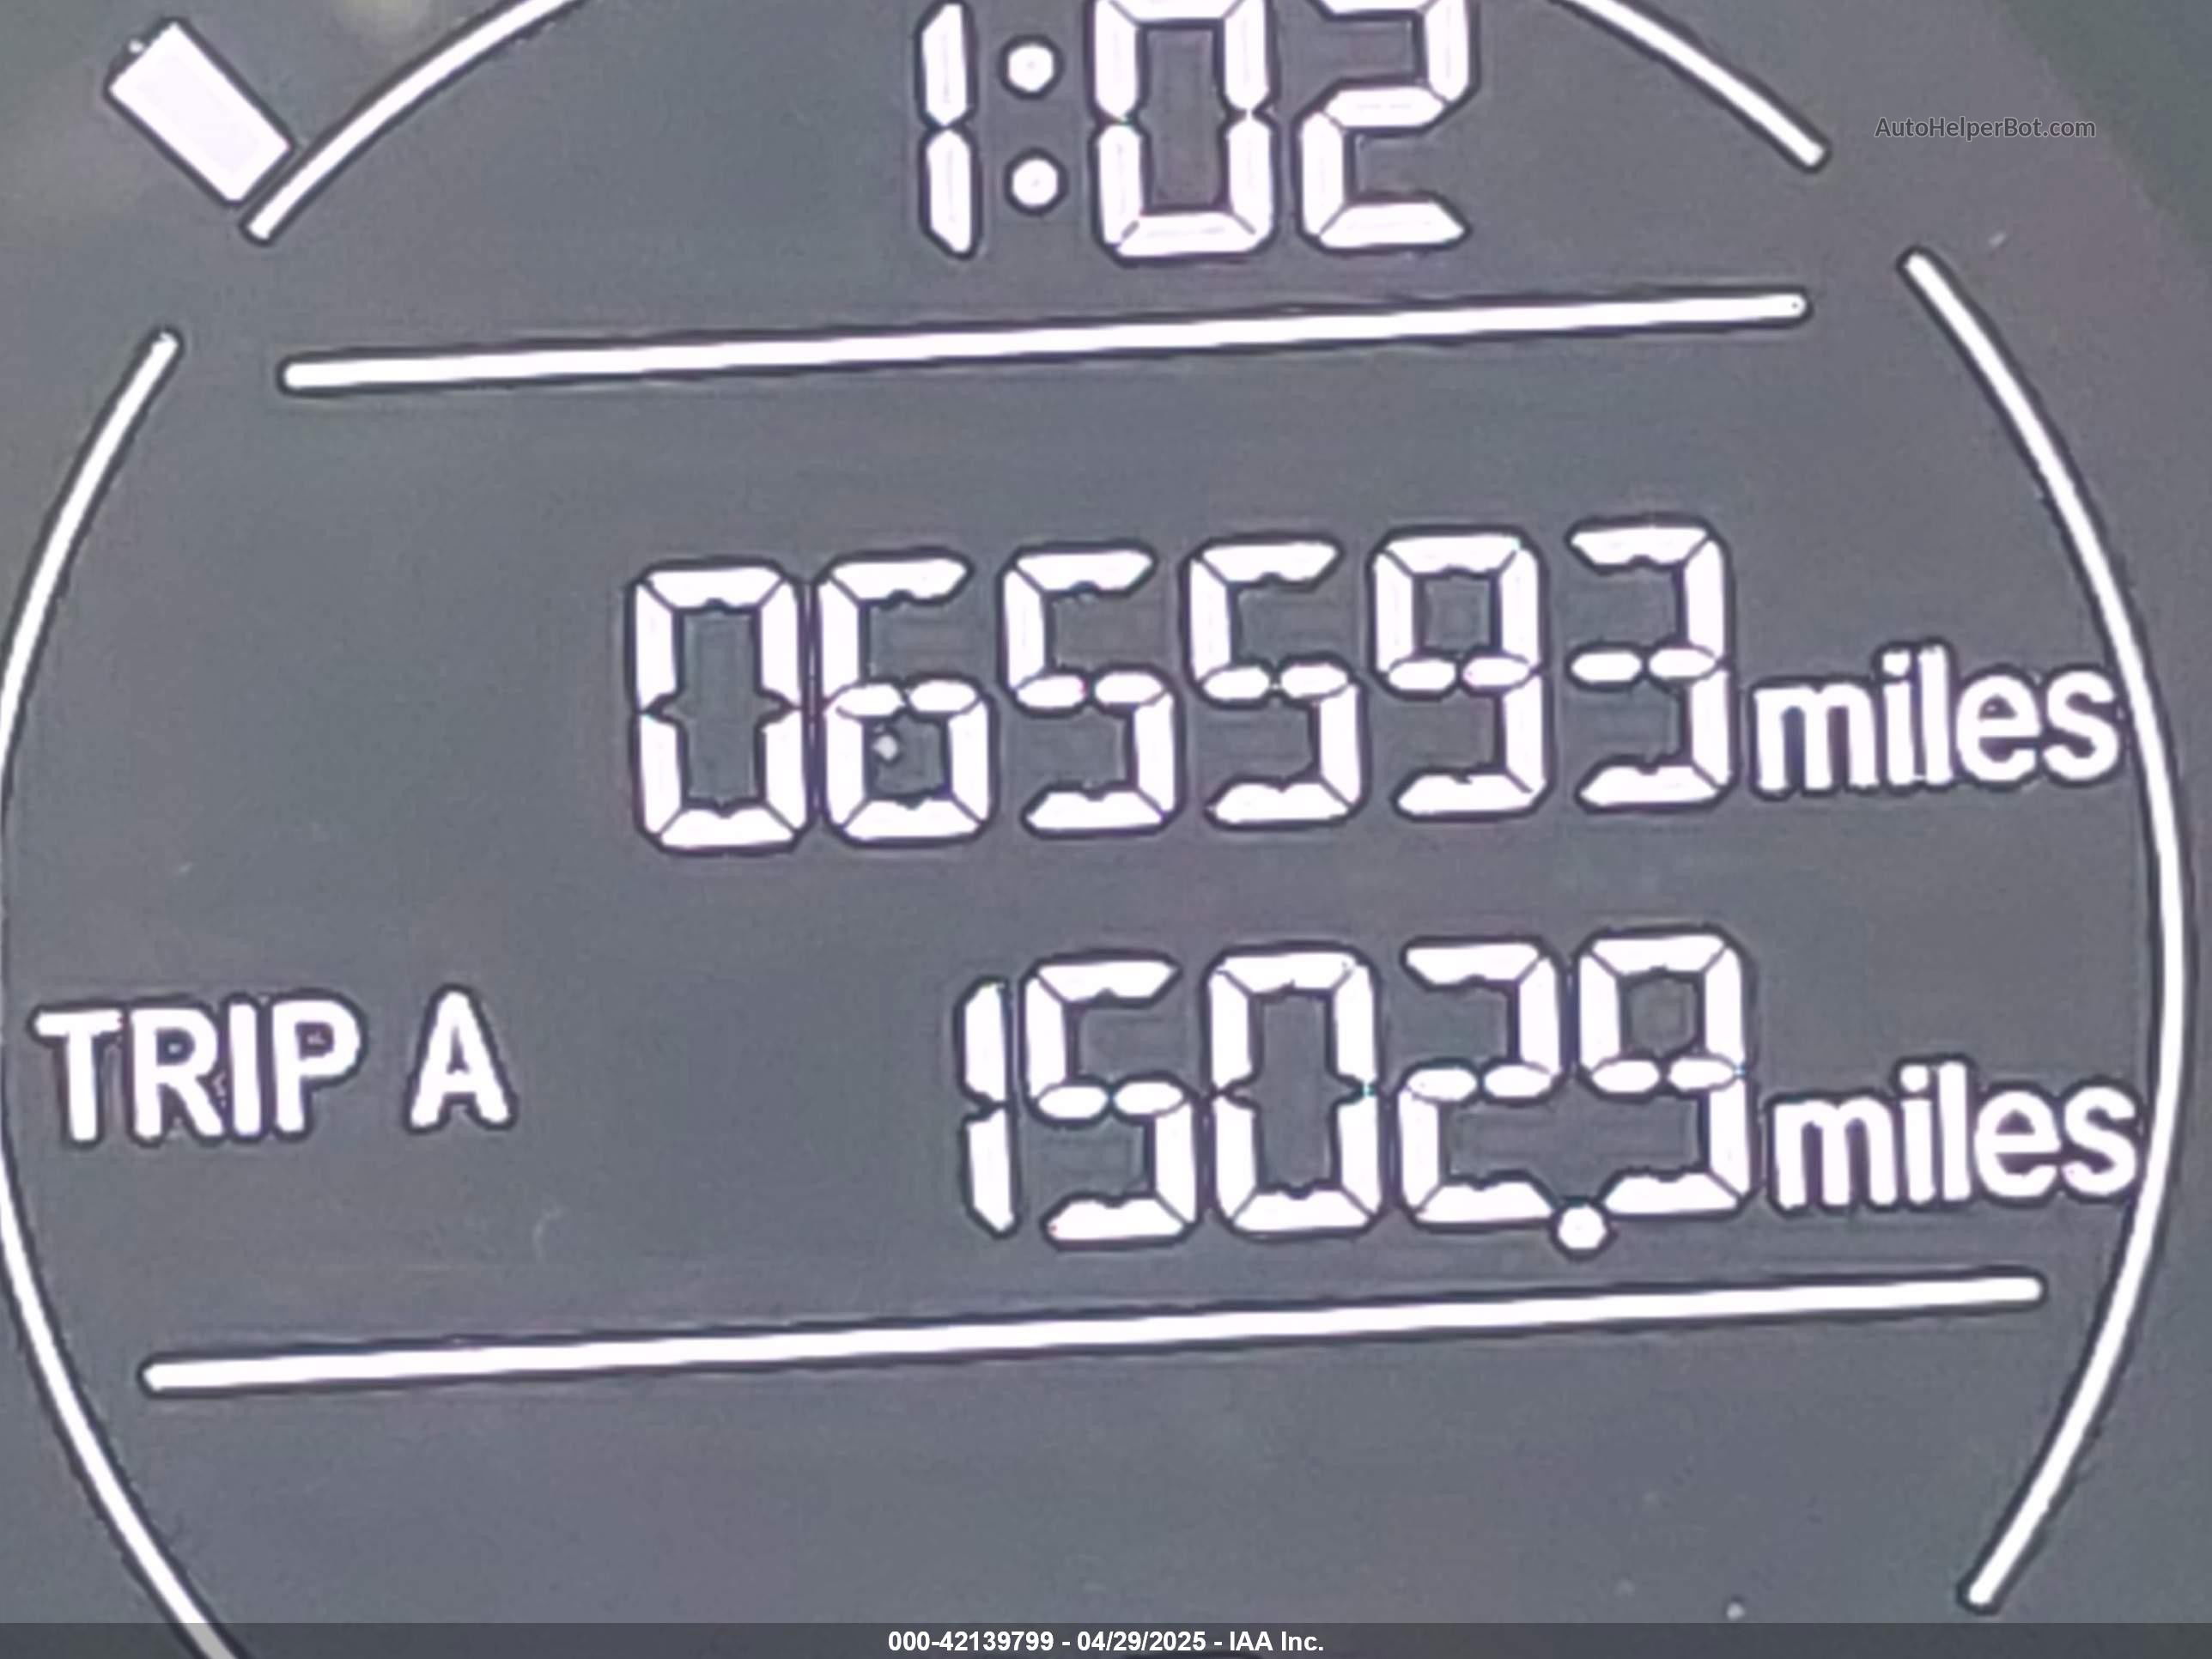 1:02
AutoHelperBot.com
065593miles
TRIP A 1502.9miles
000-42139799 - 04/29/2025 - IAA Inc.